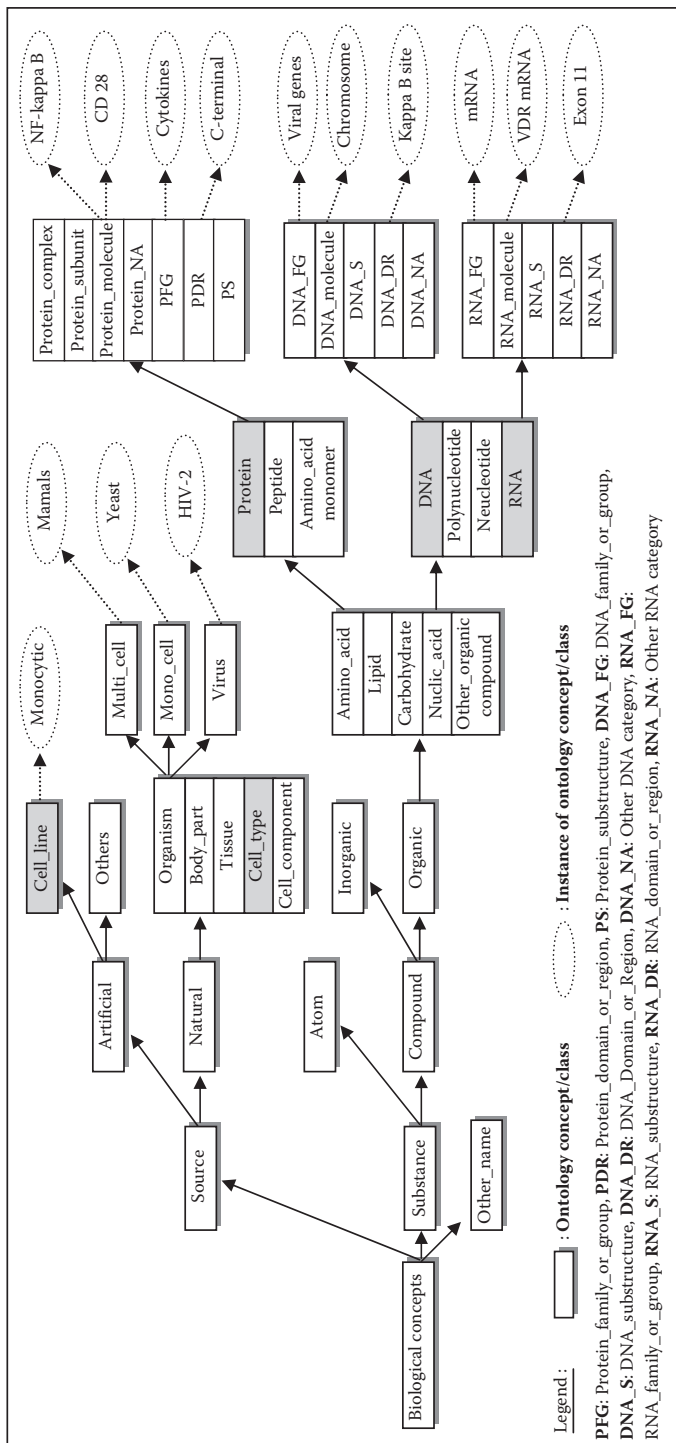 Biological concepts
Source
Substance
Other_name
Artificial
Natural
Atom
Compound
Cell_line
Others
Organism
Body_part
Tissue
Cell_type
Cell_component
Inorganic
Organic
Monocytic
Multi_cell
Mono_cell
Virus
Mamals
Yeast
HIV-2
Amino_acid
Lipid
Carbohydrate
Nuclic_acid
Other_organic
compound
Protein
Peptide
Amino_acid
monomer
DNA
Polynucleotide
Neucleotide
RNA
Protein_complex
Protein_subunit
Protein_molecule
Protein_NA
PFG
PDR
PS
DNA_FG
DNA_molecule
DNA_S
DNA_DR
DNA_NA
RNA_FG
RNA_molecule
RNA_S
RNA_DR
RNA_NA
NF-kappa B
CD 28
Cytokines
C-terminal
Viral genes
Chromosome
Kappa B site
mRNA
VDR mRNA
Exon 11
Legend :
: Ontology concept/class
: Instance of ontology concept/class
PFG: Protein_family_or_group, PDR: Protein_domain_or_region, PS: Protein_substructure, DNA_FG: DNA_family_or_group,
DNA_S: DNA_substructure, DNA_DR: DNA_Domain_or_Region, DNA_NA: Other DNA category, RNA_FG:
RNA_family_or_group, RNA_S: RNA_substructure, RNA_DR: RNA_domain_or_region, RNA_NA: Other RNA category